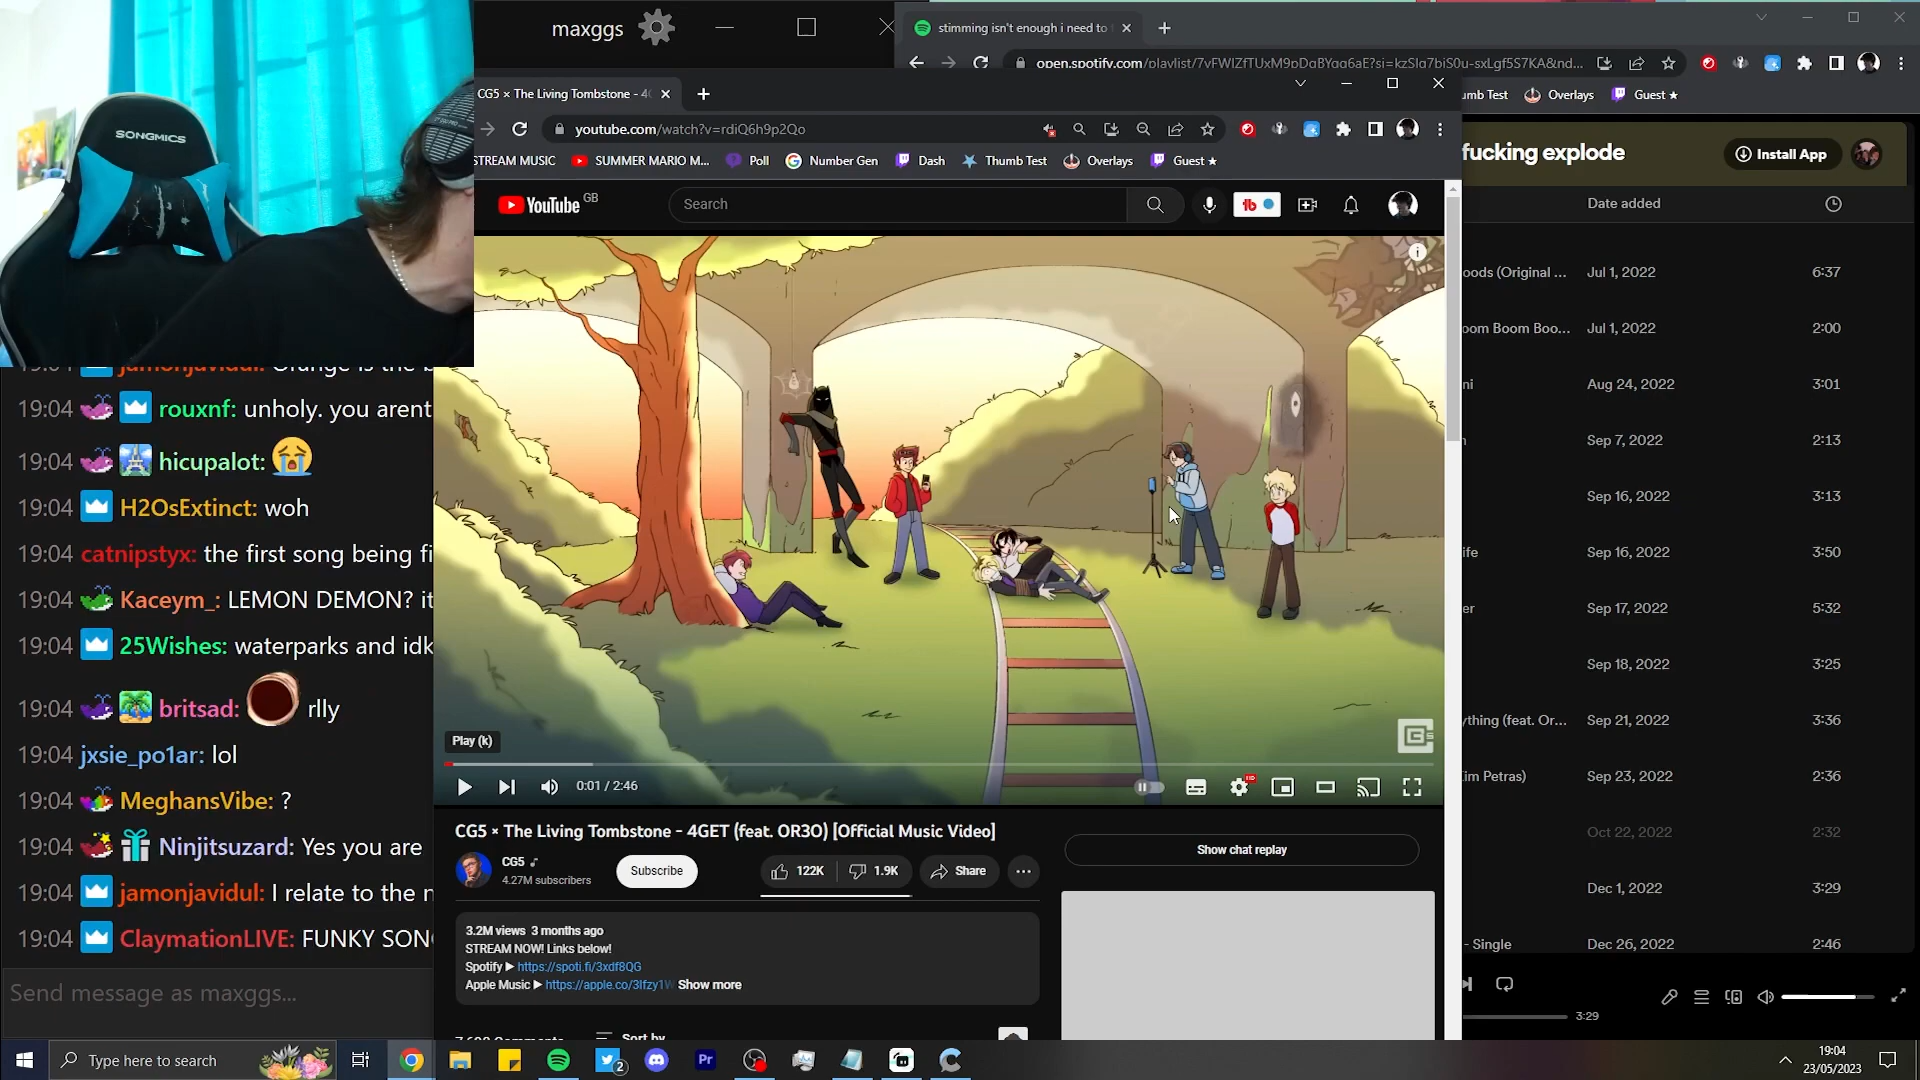 SONGMICS
maxggs
19:04 rouxnf: unholy. you arent
19:04 hicupalot:
19:04 H2OsExtinct: woh
19:04 catnipstyx: the first song being fi
19:04 Kaceym_: LEMON DEMON? it
19:04 25Wishes: waterparks and idk
19:04 britsad: rlly
19:04 jxsie_po1ar: lol
19:04 MeghansVibe: ?
19:04 Ninjitsuzard: Yes you are
19:04 jamonjavidul: I relate to the
19:04 ClaymationLIVE: FUNKY SON
Send message as maxggs...
CG5 × The Living Tombstone - 4
youtube.com/watch?v=rdiQ6h9p2Qo
STREAM MUSIC SUMMER MARIO M... Poll Number Gen Dash Thumb Test Overlays Guest ★
YouTube GB
Search
Play (k)
0:01 / 2:46
HD
CG5 × The Living Tombstone - 4GET (feat. OR3O) [Official Music Video]
CG5
4.27M subscribers
Subscribe
122K 1.9K Share
3.2M views 3 months ago
STREAM NOW! Links below!
Spotify ▶ https://spoti.fi/3xdf8QG
Apple Music ▶ https://apple.co/3lfzy1 Show more
Sort by
Show chat replay
stimming isn't enough i need to
open.spotify.com/playlist/7vFWIZfTUxM9pDaBYqq6aE?si=kzSlq7biS0u-sxLgf5S7KA&nd...
umb Test Overlays Guest ★
fucking explode
Install App
Date added
oods (Original ... Jul 1, 2022 6:37
oom Boom Boo... Jul 1, 2022 2:00
ni Aug 24, 2022 3:01
Sep 7, 2022 2:13
Sep 16, 2022 3:13
ife Sep 16, 2022 3:50
er Sep 17, 2022 5:32
Sep 18, 2022 3:25
ything (feat. Or... Sep 21, 2022 3:36
im Petras) Sep 23, 2022 2:36
Oct 22, 2022 2:32
Dec 1, 2022 3:29
- Single Dec 26, 2022 2:46
3:29
Type here to search
2
Pr
19:04
23/05/2023